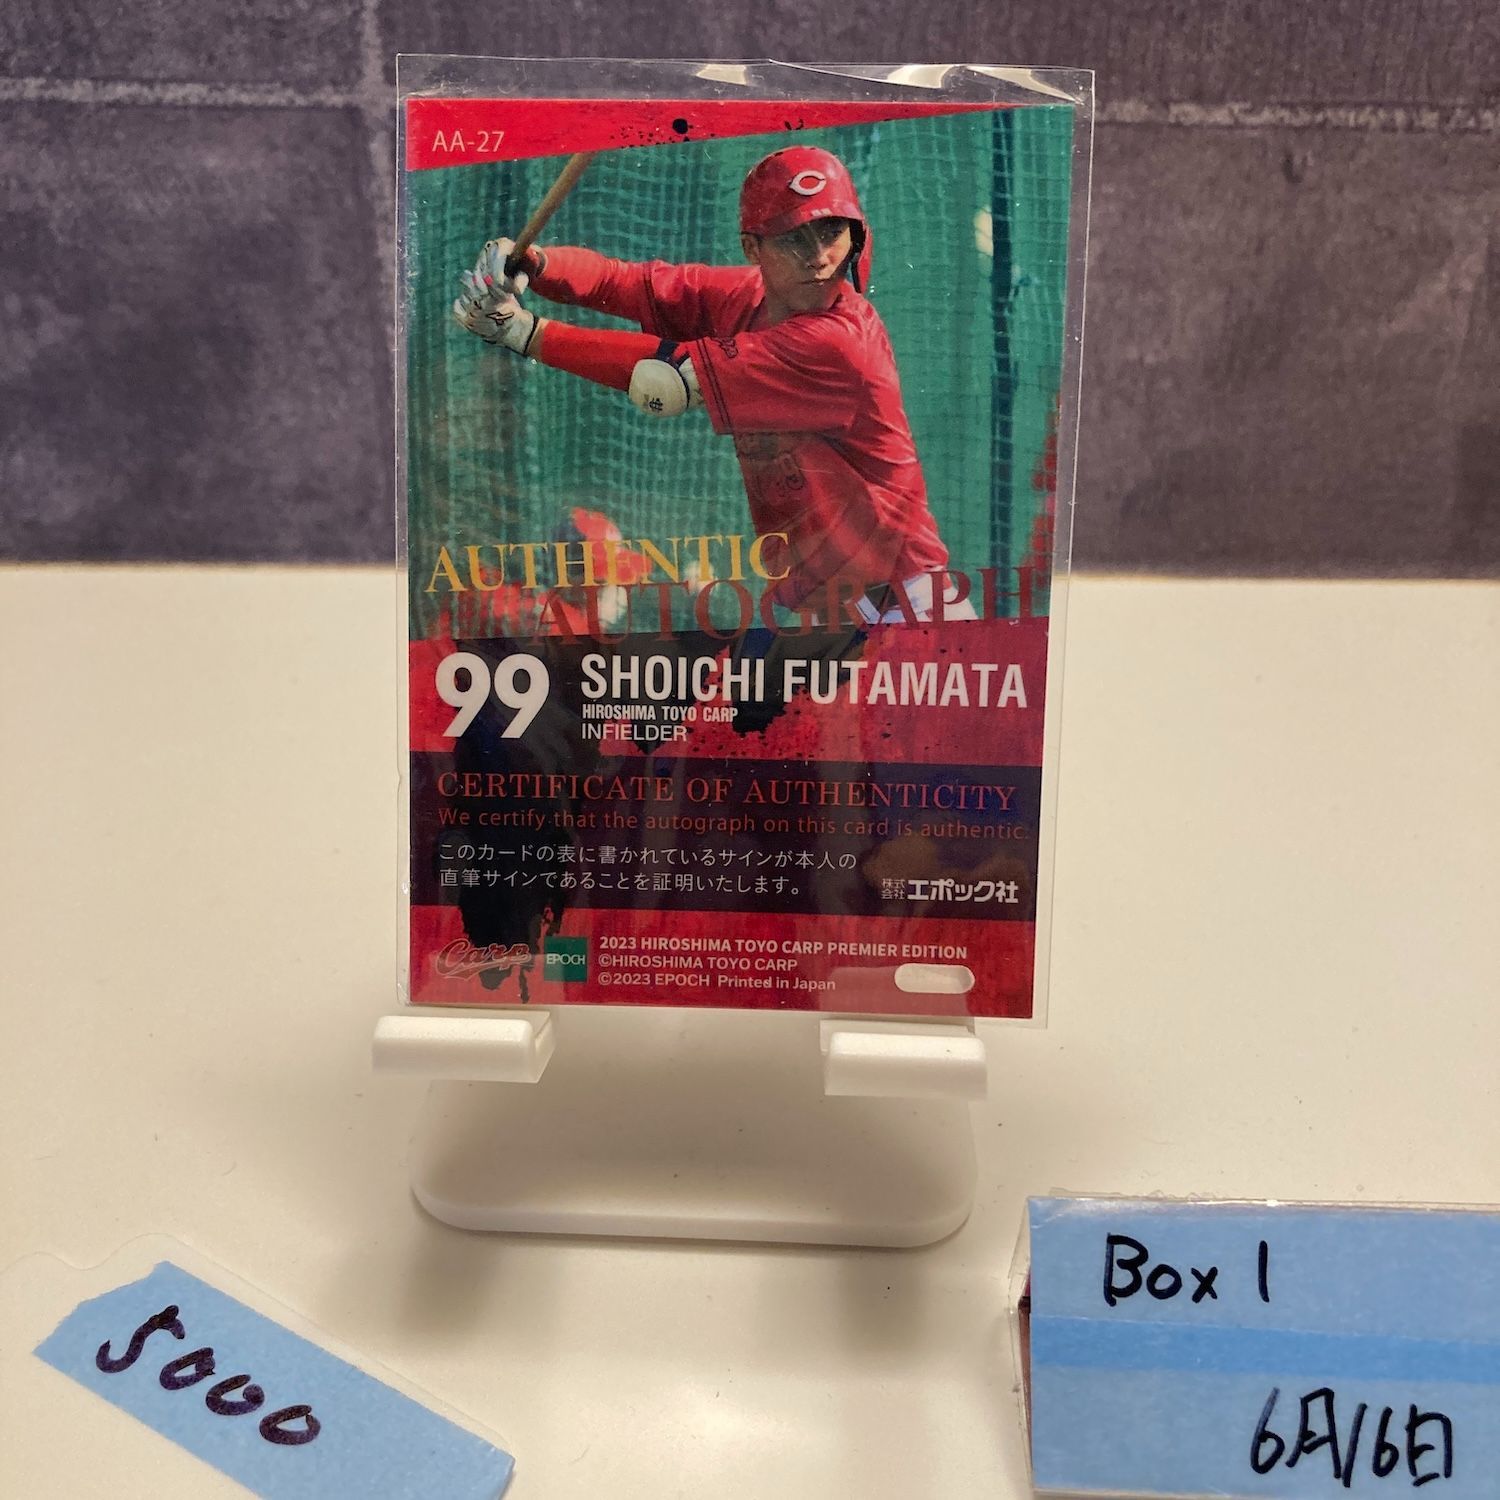 AA-27
C
AUTHENTIC
AUTOGRAPH
99 SHOICHI FUTAMATA
HIROSHIMA TOYO CARP
INFIELDER
CERTIFICATE OF AUTHENTICITY
We certify that the autograph on this card is authentic.
このカードの表に書かれているサインが本人の
直筆サインであることを証明いたします。
株式会社エポック社
Carp EPOCH
2023 HIROSHIMA TOYO CARP PREMIER EDITION
©HIROSHIMA TOYO CARP
©2023 EPOCH Printed in Japan
5000
Box 1
6月16日